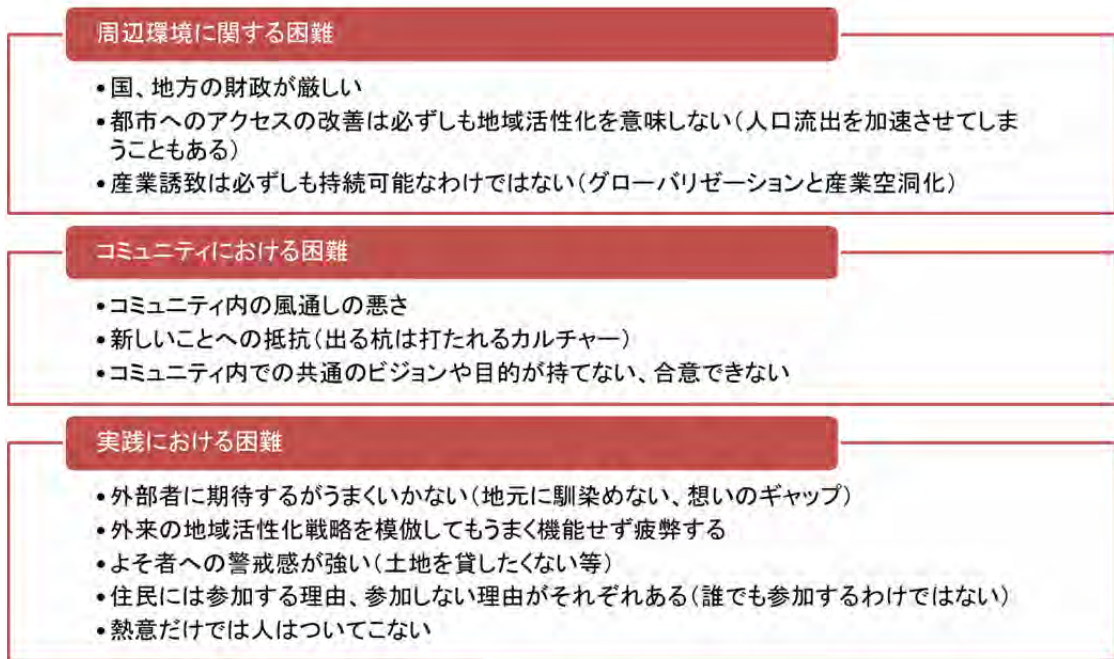 周辺環境に関する困難
•国、地方の財政が厳しい
•都市へのアクセスの改善は必ずしも地域活性化を意味しない(人口流出を加速させてしま
うこともある)
•産業誘致は必ずしも持続可能なわけではない(グローバリゼーションと産業空洞化)
コミュニティにおける困難
•コミュニティ内の風通しの悪さ
•新しいことへの抵抗(出る杭は打たれるカルチャー)
•コミュニティ内での共通のビジョンや目的が持てない、合意できない
実践における困難
•外部者に期待するがうまくいかない(地元に馴染めない、想いのギャップ)
•外来の地域活性化戦略を模倣してもうまく機能せず疲弊する
•よそ者への警戒感が強い(土地を貸したくない等)
•住民には参加する理由、参加しない理由がそれぞれある(誰でも参加するわけではない)
•熱意だけでは人はついてこない